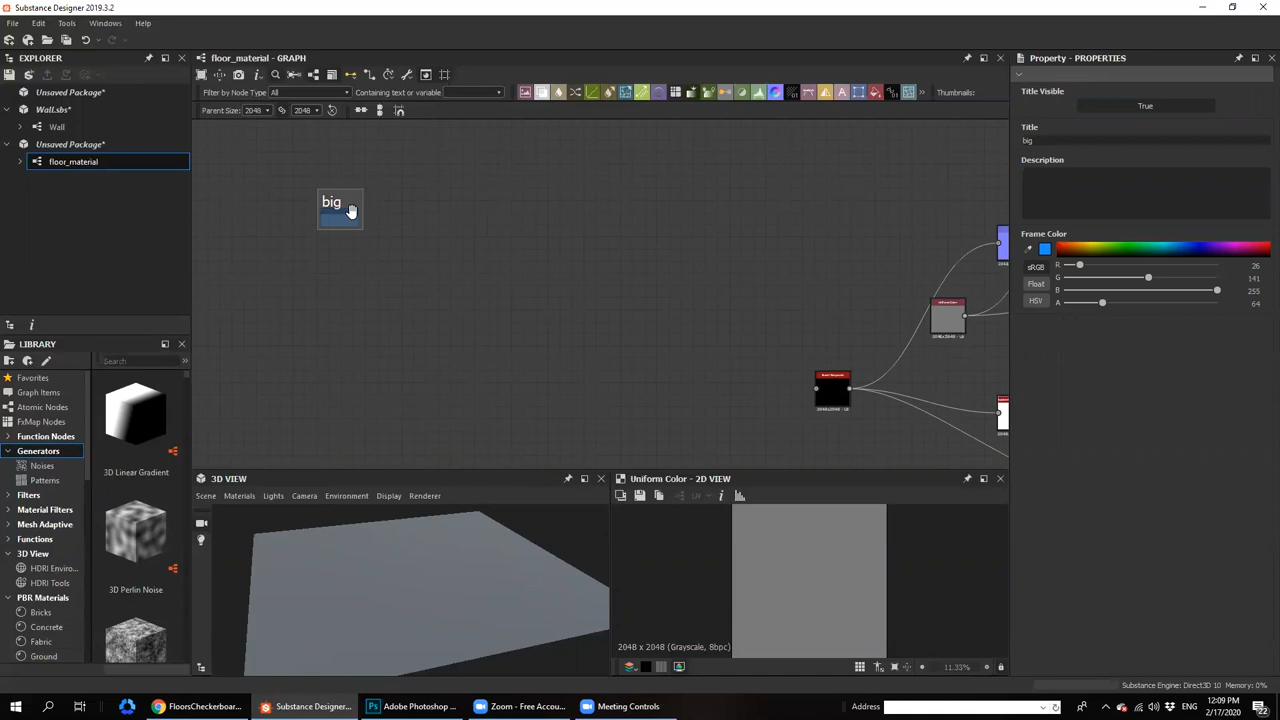 Substance Designer 2019.3.2
File Edit Tools Windows Help
EXPLORER
Unsaved Package*
Wall.sbs*
Wall
Unsaved Package*
floor_material
floor_material - GRAPH
Filter by Node Type All Containing text or variable Thumbnails:
Parent Size: 2048 2048
big
2048x2048 - L8
Property - PROPERTIES
Title Visible
True
Title
big
Description
Frame Color
sRGB
Float
HSV
R 26
G 141
B 255
A 64
LIBRARY
Search
Favorites
Graph Items
Atomic Nodes
FxMap Nodes
Function Nodes
Generators
Noises
Patterns
Filters
Material Filters
Mesh Adaptive
Functions
3D View
HDRI Enviro...
HDRI Tools
PBR Materials
Bricks
Concrete
Fabric
Ground
3D Linear Gradient
3D Perlin Noise
3D VIEW
Scene Materials Lights Camera Environment Display Renderer
Uniform Color - 2D VIEW
UV
2048 x 2048 (Grayscale, 8bpc)
11.33%
Substance Engine: Direct3D 10 Memory: 0%
FloorsCheckerboar...
Substance Designer...
Adobe Photoshop ...
Zoom - Free Accou...
Meeting Controls
Address
12:09 PM
2/17/2020
22